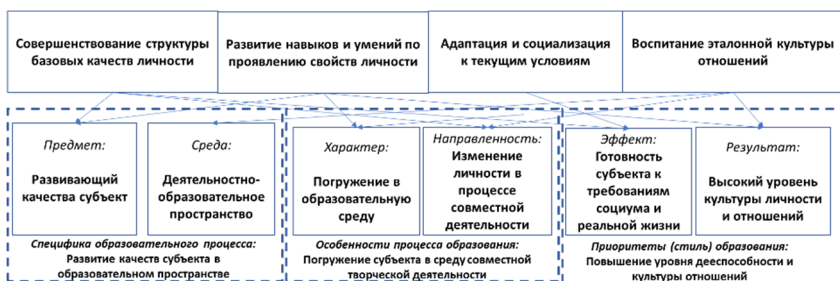 Совершенствование структуры
базовых качеств личности
Развитие навыков и умений по
проявлению свойств личности
Адаптация и социализация
к текущим условиям
Воспитание эталонной культуры
отношений
Предмет:
Развивающий
качества субъект
Среда:
Деятельностно-
образовательное
пространство
Характер:
Погружение в
образовательную
среду
Направленность:
Изменение
личности в
процессе
совместной
деятельности
Эффект:
Готовность
субъекта к
требованиям
социума и
реальной жизни
Результат:
Высокий уровень
культуры личности
и отношений
Специфика образовательного процесса:
Развитие качеств субъекта в
образовательном пространстве
Особенности процесса образования:
Погружение субъекта в среду совместной
творческой деятельности
Приоритеты (стиль) образования:
Повышение уровня дееспособности и
культуры отношений